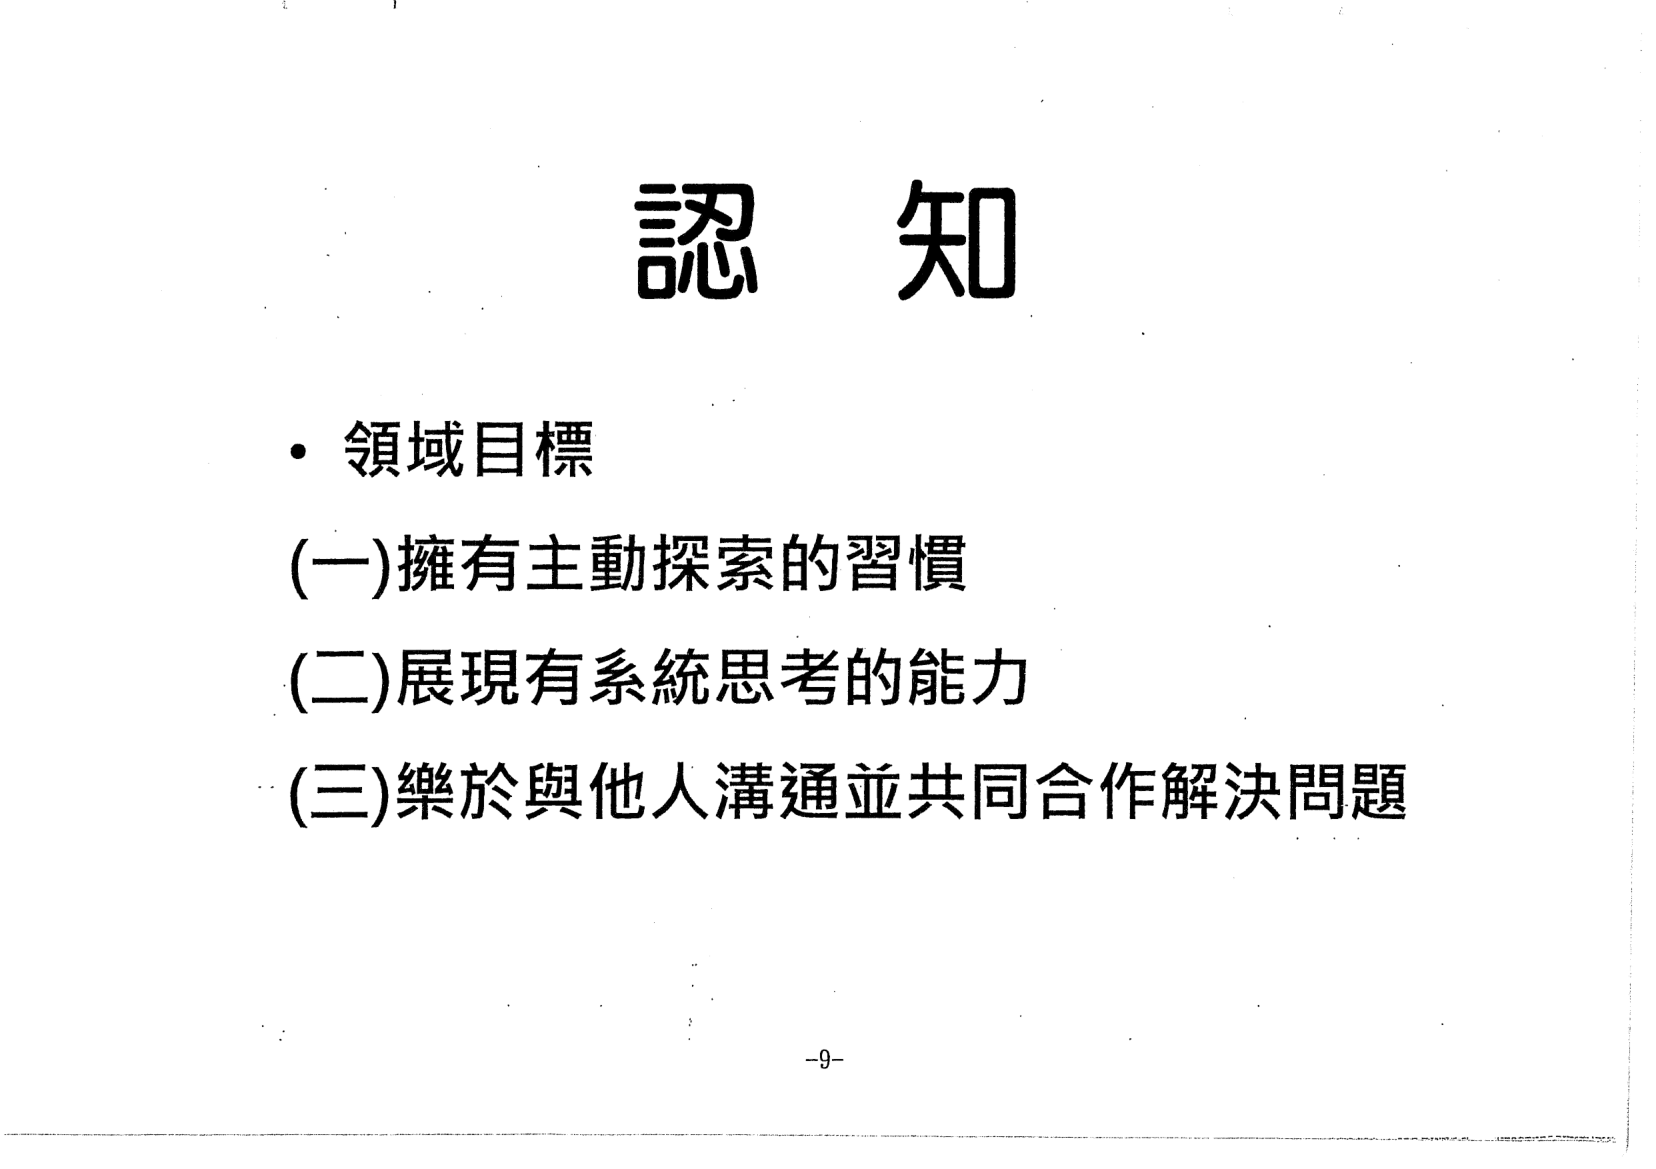 認 知
• 領域目標
(一)擁有主動探索的習慣
(二)展現有系統思考的能力
(三)樂於與他人溝通並共同合作解決問題
-9-